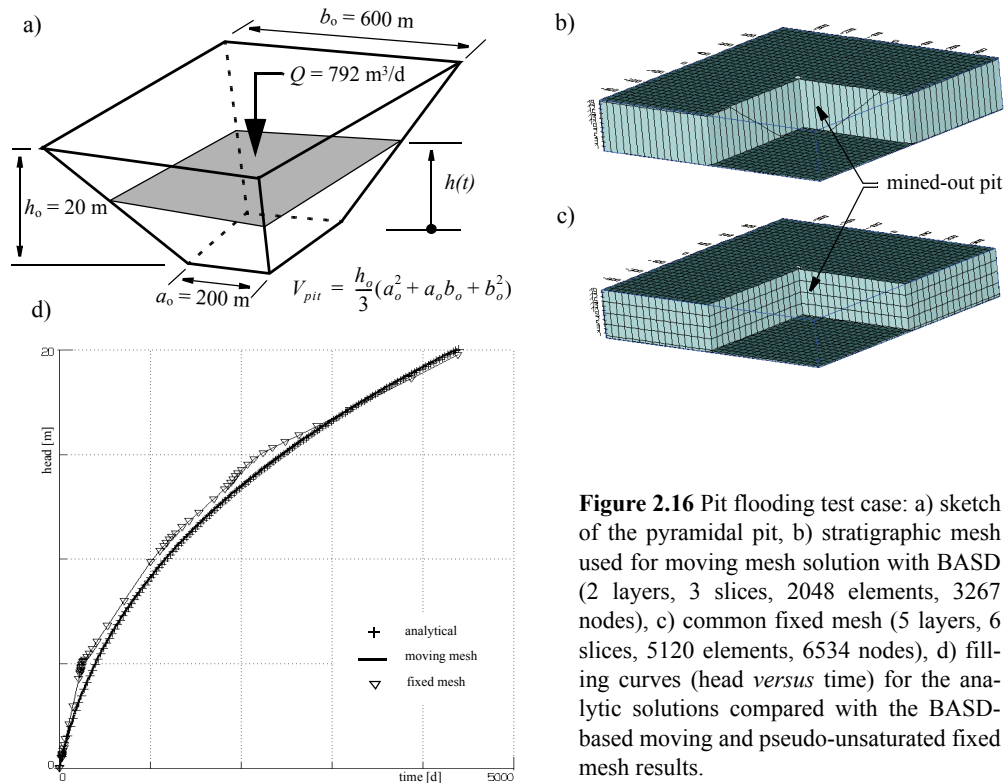 a)
b₀ = 600 m
Q = 792 m³/d
h₀ = 20 m
h(t)
a₀ = 200 m
V_pit = h₀/3 (a₀² + a₀b₀ + b₀²)
b)
mined-out pit
c)
d)
20
head [m]
0
time [d]
5000
analytical
moving mesh
fixed mesh
Figure 2.16 Pit flooding test case: a) sketch
of the pyramidal pit, b) stratigraphic mesh
used for moving mesh solution with BASD
(2 layers, 3 slices, 2048 elements, 3267
nodes), c) common fixed mesh (5 layers, 6
slices, 5120 elements, 6534 nodes), d) fil-
ling curves (head versus time) for the ana-
lytic solutions compared with the BASD-
based moving and pseudo-unsaturated fixed
mesh results.